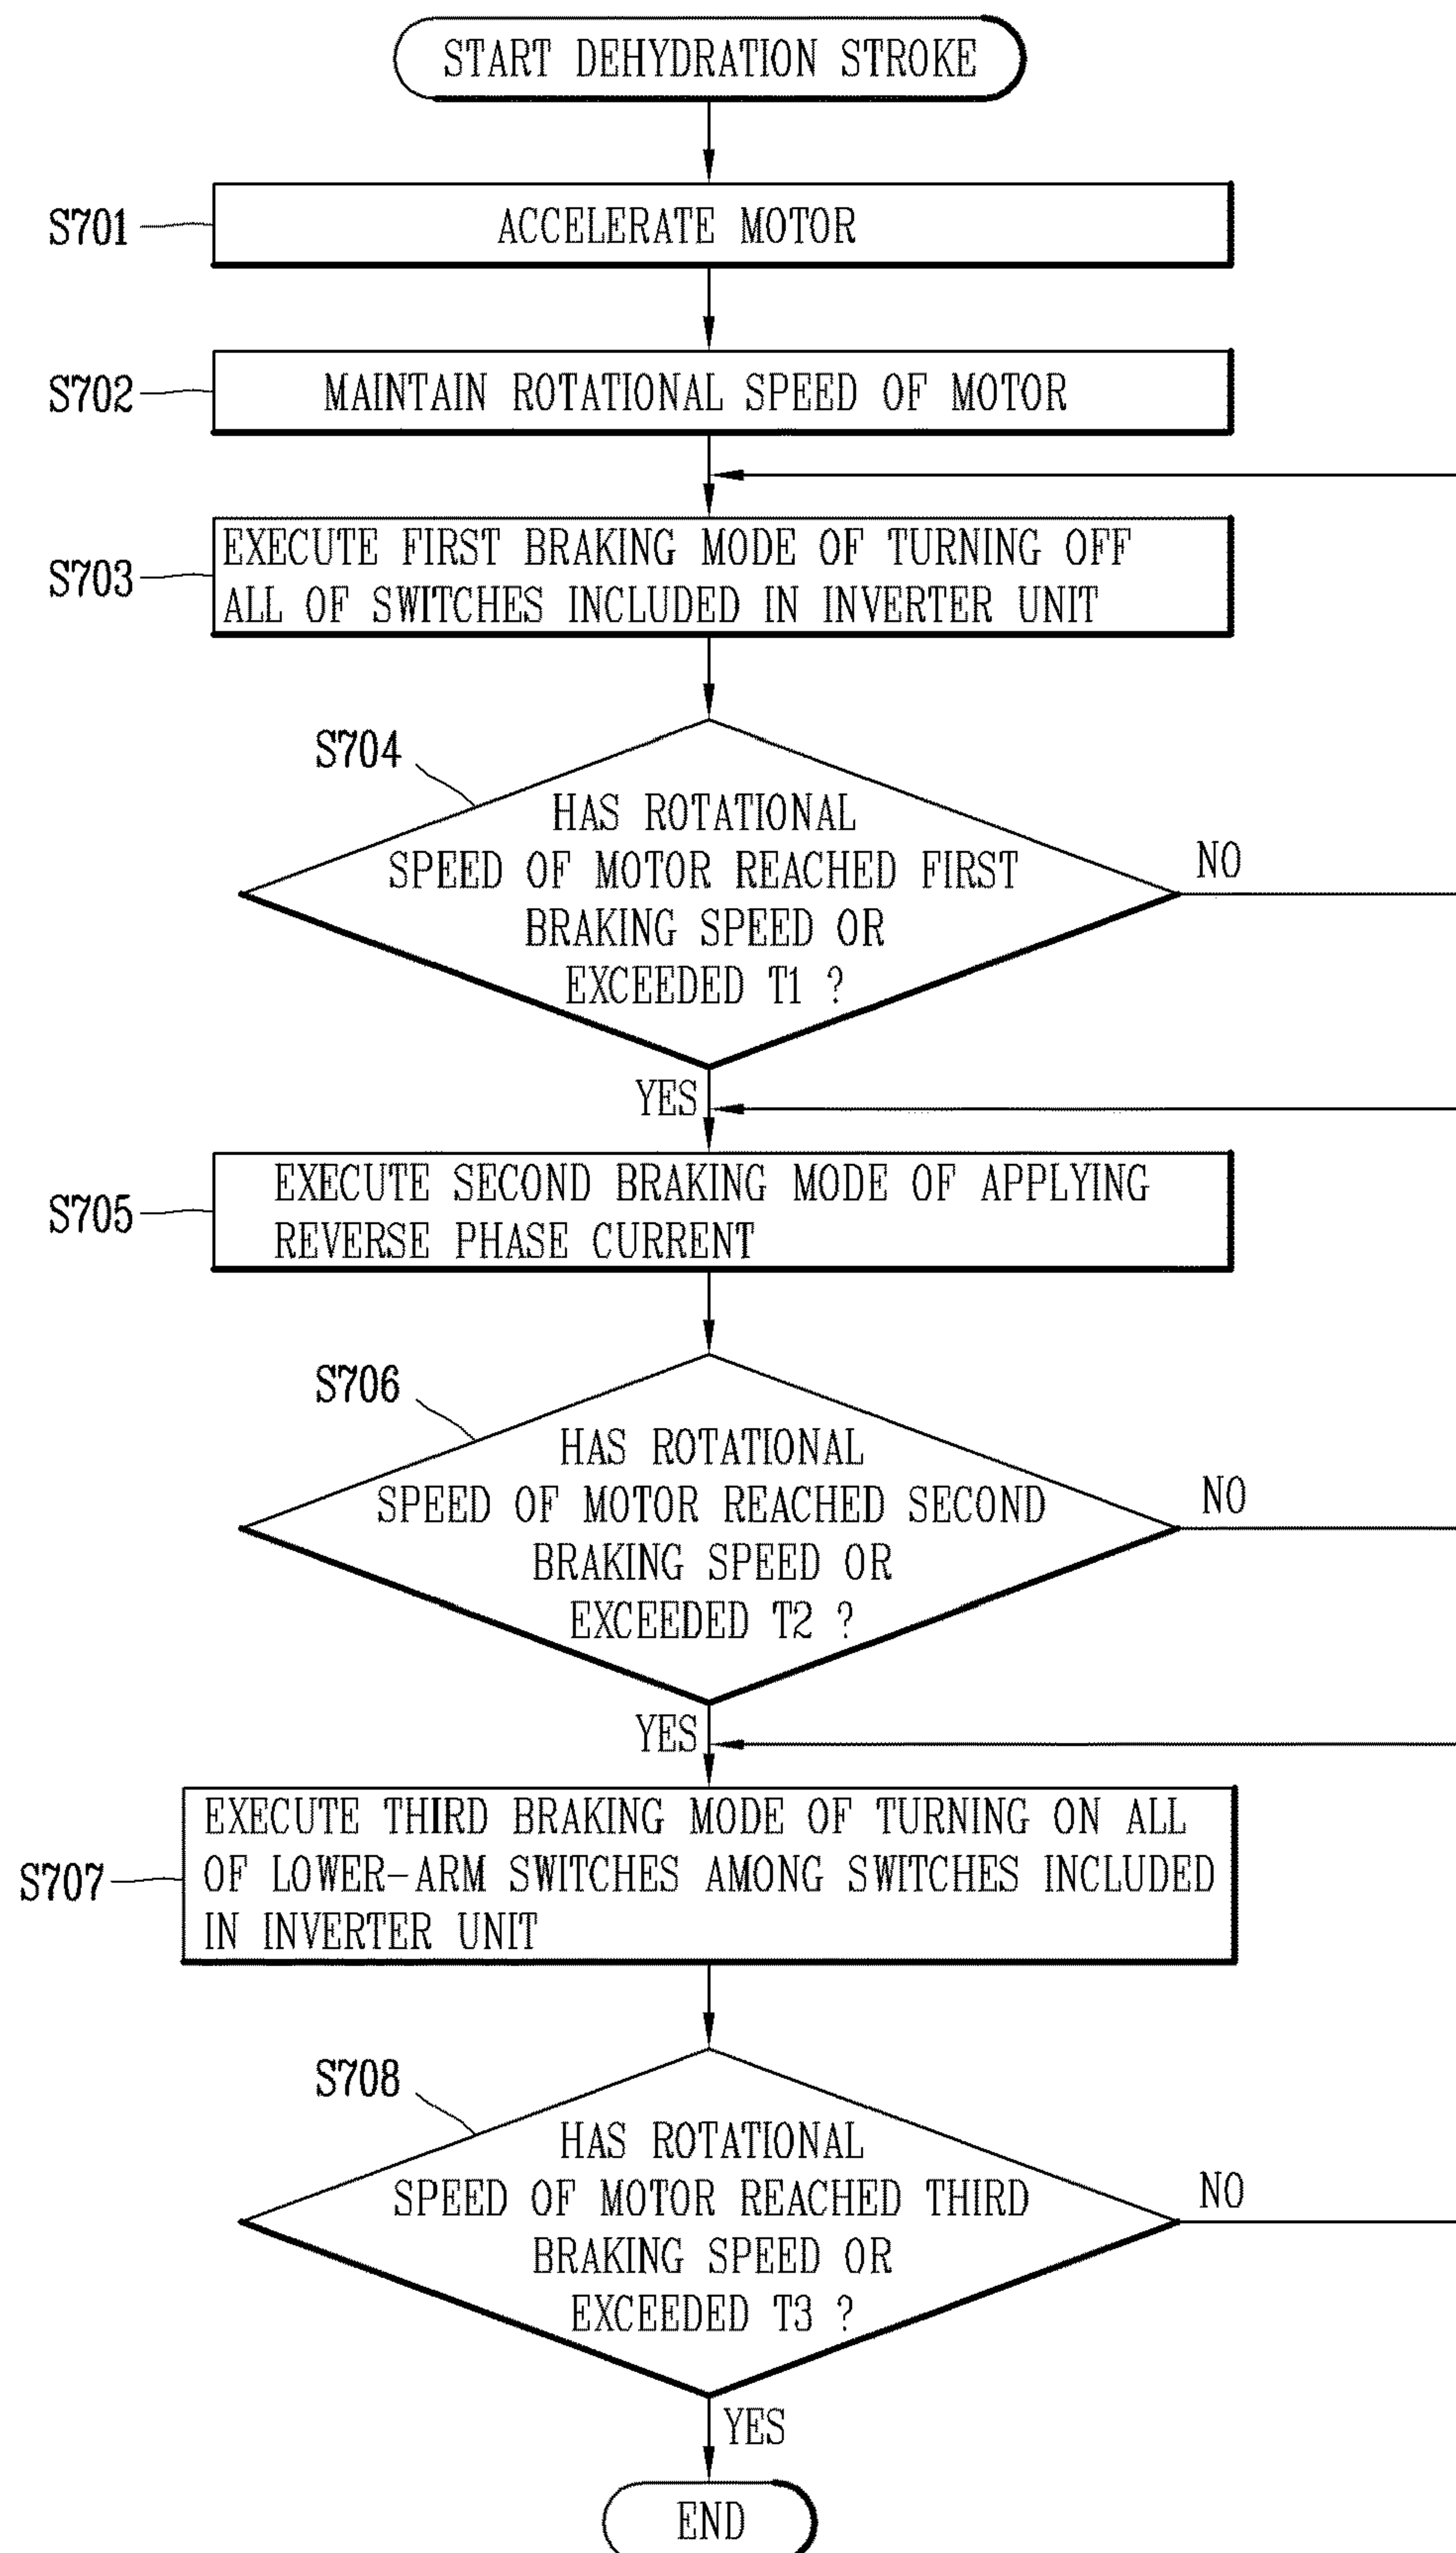 START DEHYDRATION STROKE
S701
ACCELERATE MOTOR
S702
MAINTAIN ROTATIONAL SPEED OF MOTOR
S703
EXECUTE FIRST BRAKING MODE OF TURNING OFF
ALL OF SWITCHES INCLUDED IN INVERTER UNIT
S704
HAS ROTATIONAL
SPEED OF MOTOR REACHED FIRST
BRAKING SPEED OR
EXCEEDED T1 ?
NO
YES
S705
EXECUTE SECOND BRAKING MODE OF APPLYING
REVERSE PHASE CURRENT
S706
HAS ROTATIONAL
SPEED OF MOTOR REACHED SECOND
BRAKING SPEED OR
EXCEEDED T2 ?
NO
YES
S707
EXECUTE THIRD BRAKING MODE OF TURNING ON ALL
OF LOWER-ARM SWITCHES AMONG SWITCHES INCLUDED
IN INVERTER UNIT
S708
HAS ROTATIONAL
SPEED OF MOTOR REACHED THIRD
BRAKING SPEED OR
EXCEEDED T3 ?
NO
YES
END